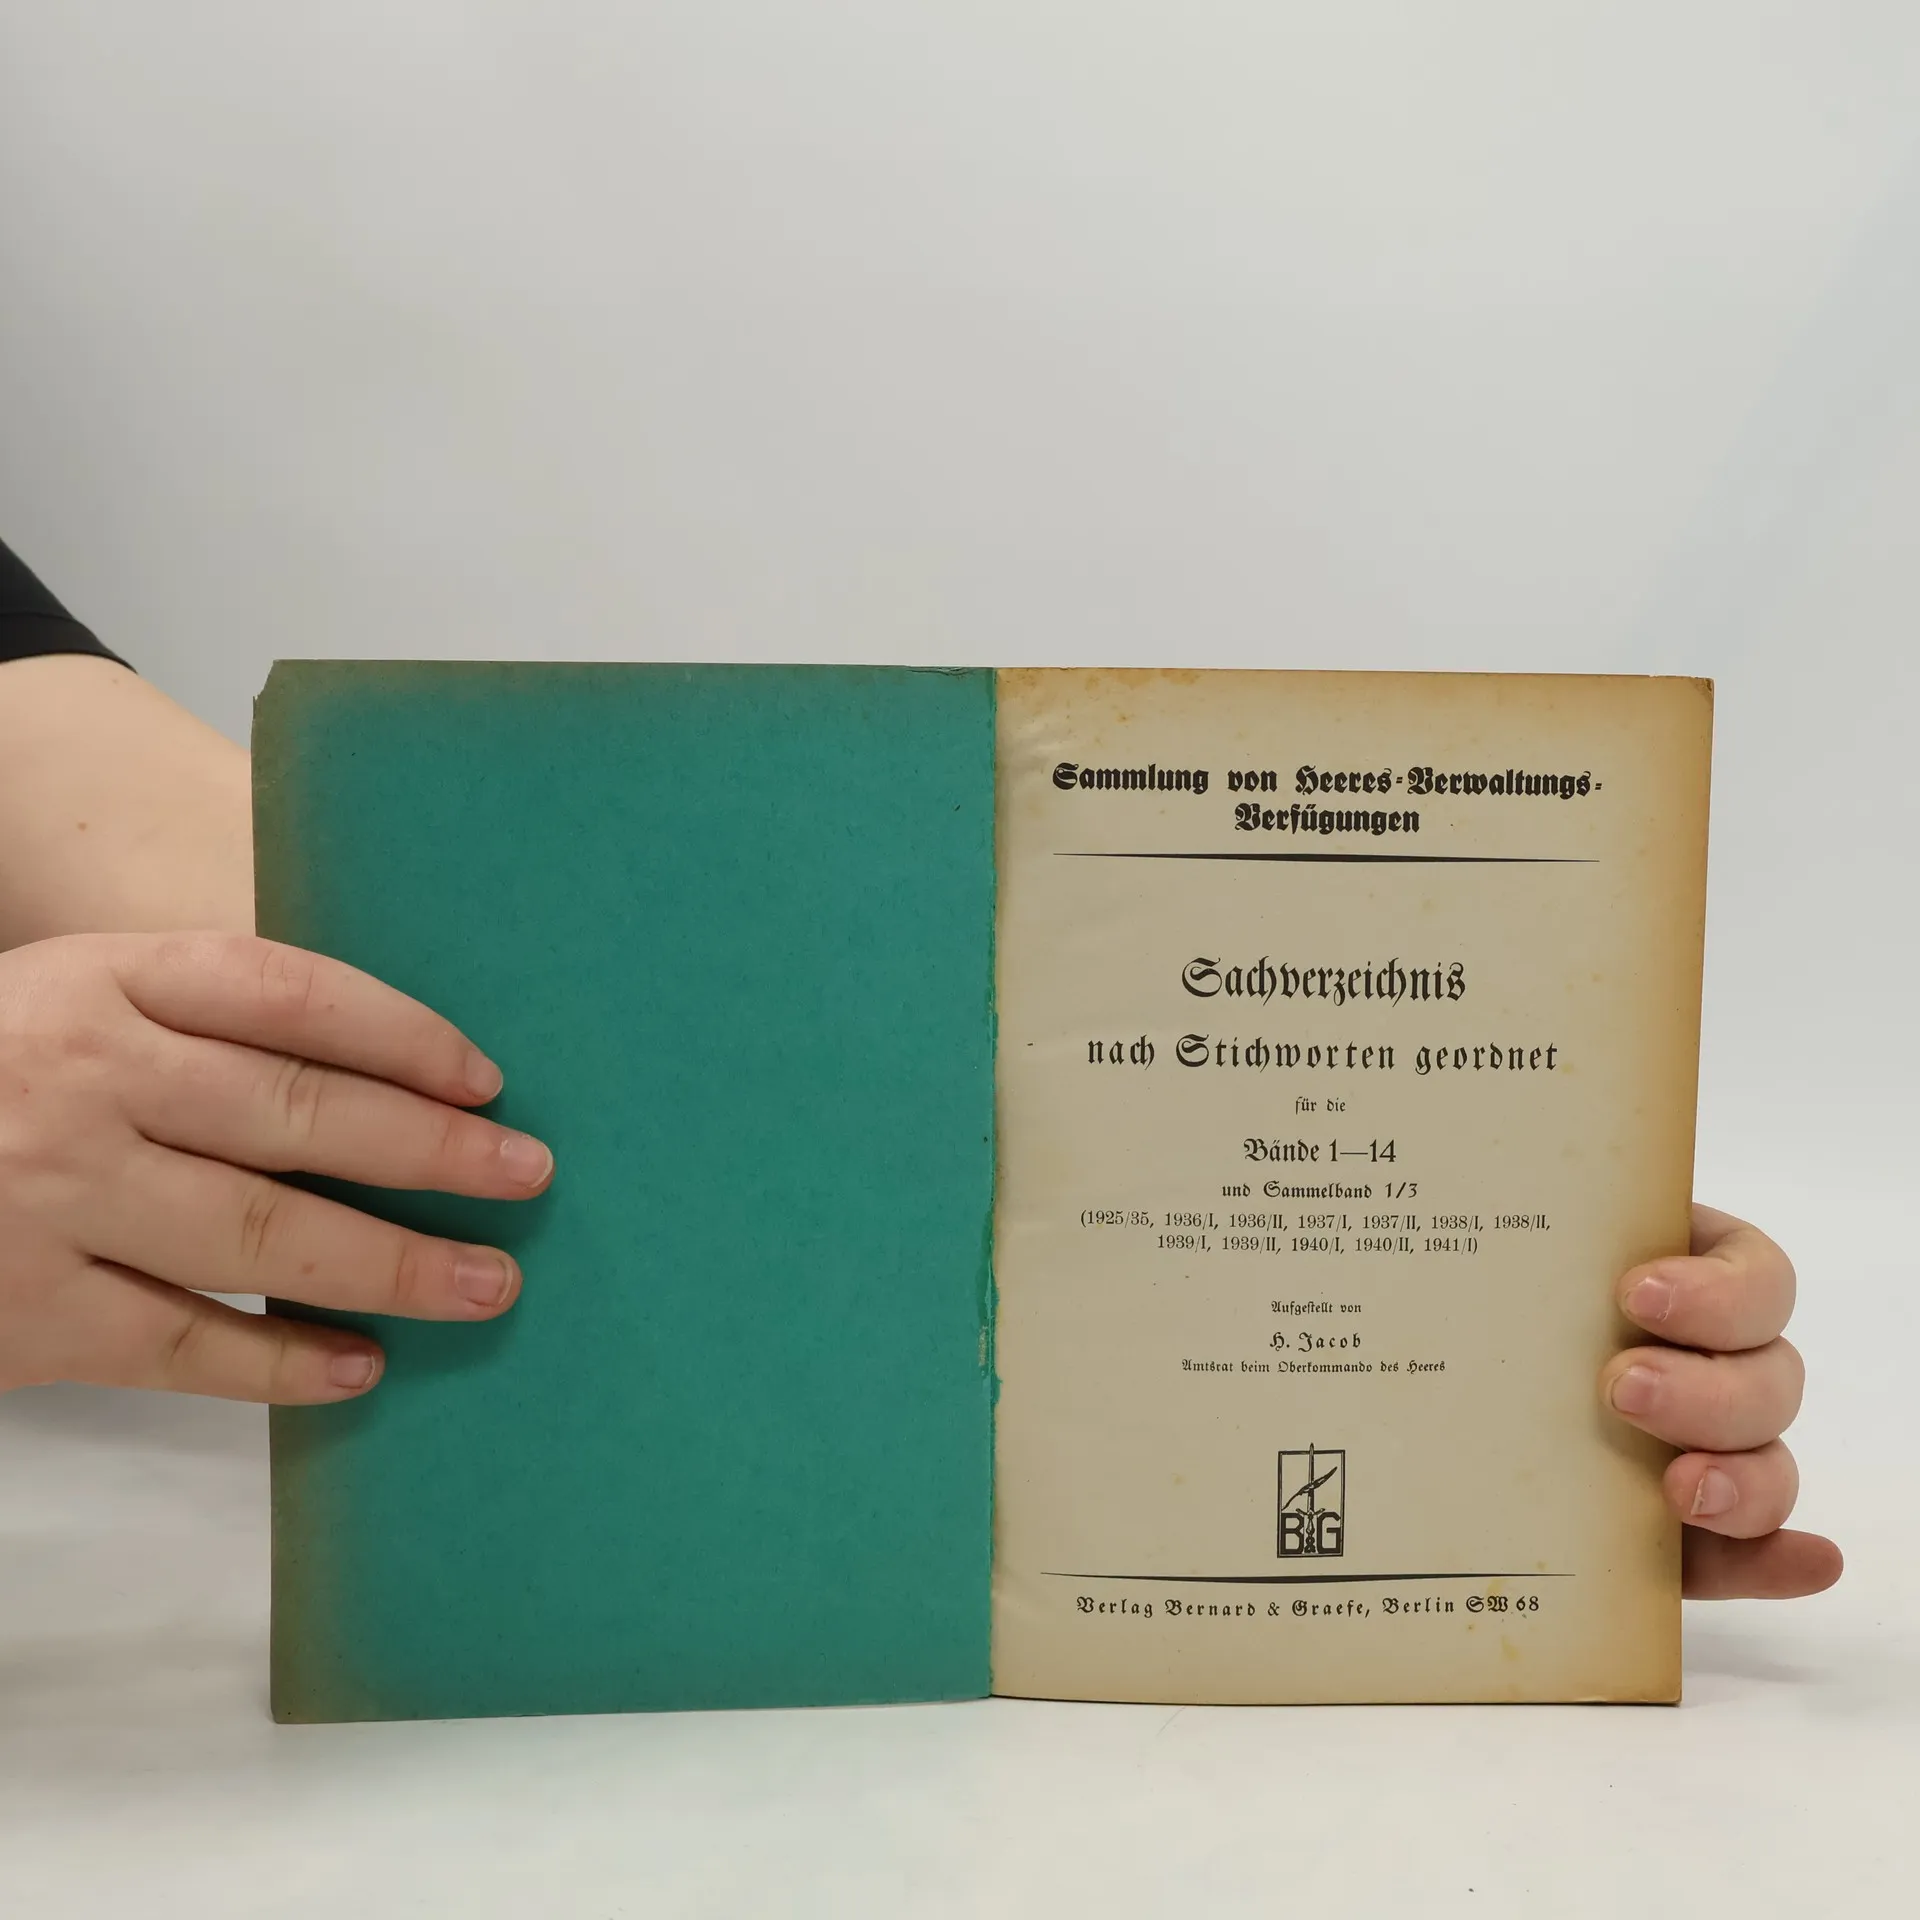 Sammlung von Heeres-Verwaltungs-
Verfügungen
Sachverzeichnis
nach Stichworten geordnet
für die
Bände 1—14
und Sammelband 1/3
(1925/35, 1936/I, 1936/II, 1937/I, 1937/II, 1938/I, 1938/II,
1939/I, 1939/II, 1940/I, 1940/II, 1941/I)
Aufgestellt von
H. Jacob
Amtsrat beim Oberkommando des Heeres
B&G
Verlag Bernard & Graefe, Berlin SW 68